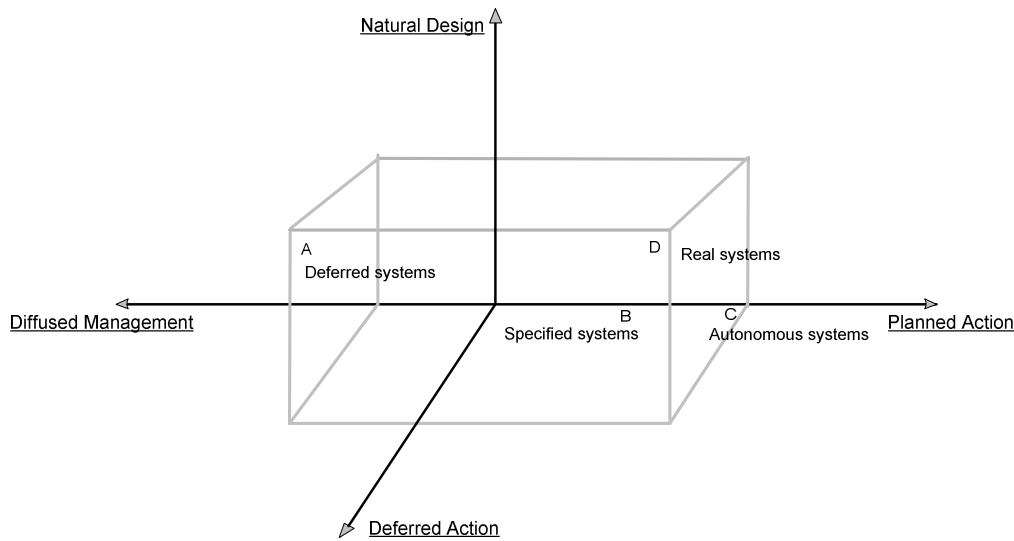 Natural Design
A
D
Real systems
Deferred systems
B
C
Diffused Management
Specified systems
Autonomous systems
Planned Action
Deferred Action